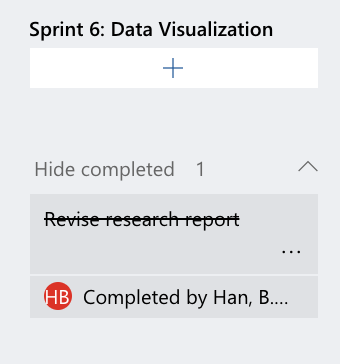 Sprint 6: Data Visualization
Hide completed 1
Revise research report
...
HB Completed by Han, B....